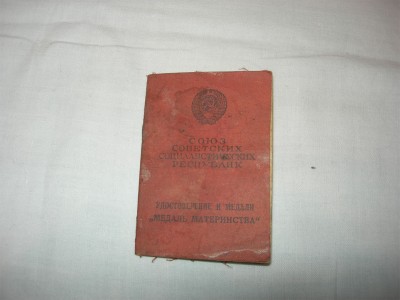 СОЮЗ
СОВЕТСКИХ
СОЦИАЛИСТИЧЕСКИХ
РЕСПУБЛИК
УДОСТОВЕРЕНИЕ К МЕДАЛИ
„МЕДАЛЬ МАТЕРИНСТВА“